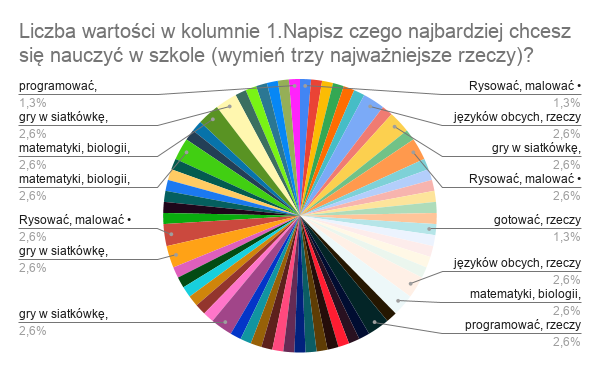 Liczba wartości w kolumnie 1.Napisz czego najbardziej chcesz
się nauczyć w szkole (wymień trzy najważniejsze rzeczy)?
programować,
1,3%
gry w siatkówkę,
2,6%
matematyki, biologii,
2,6%
matematyki, biologii,
2,6%
Rysować, malować •
2,6%
gry w siatkówkę,
2,6%
gry w siatkówkę,
2,6%
Rysować, malować •
1,3%
języków obcych, rzeczy
2,6%
gry w siatkówkę,
2,6%
Rysować, malować •
2,6%
gotować, rzeczy
1,3%
języków obcych, rzeczy
2,6%
matematyki, biologii,
2,6%
programować, rzeczy
2,6%